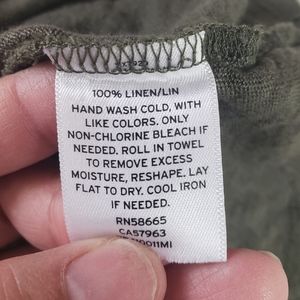 100% LINEN/LIN
HAND WASH COLD, WITH
LIKE COLORS. ONLY
NON-CHLORINE BLEACH IF
NEEDED. ROLL IN TOWEL
TO REMOVE EXCESS
MOISTURE, RESHAPE. LAY
FLAT TO DRY. COOL IRON
IF NEEDED.
RN58665
CA57963